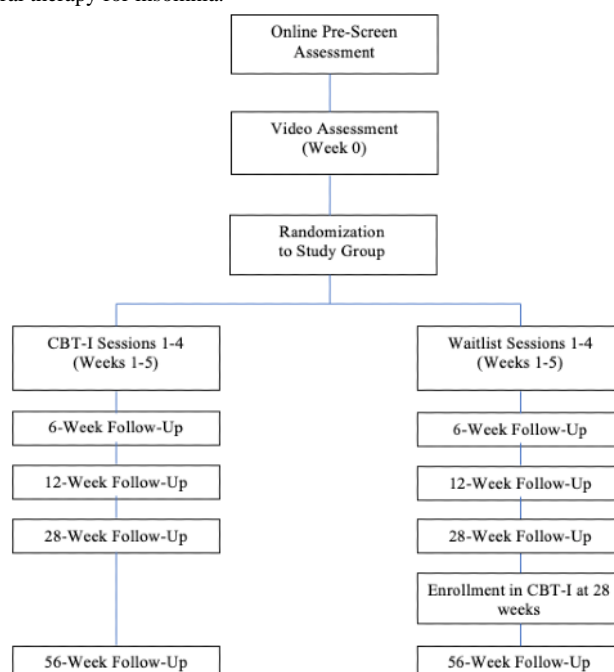 therapy for insomnia.
Online Pre-Screen
Assessment
Video Assessment
(Week 0)
Randomization
to Study Group
CBT-I Sessions 1-4
(Weeks 1-5)
Waitlist Sessions 1-4
(Weeks 1-5)
6-Week Follow-Up
6-Week Follow-Up
12-Week Follow-Up
12-Week Follow-Up
28-Week Follow-Up
28-Week Follow-Up
Enrollment in CBT-I at 28
weeks
56-Week Follow-Up
56-Week Follow-Up